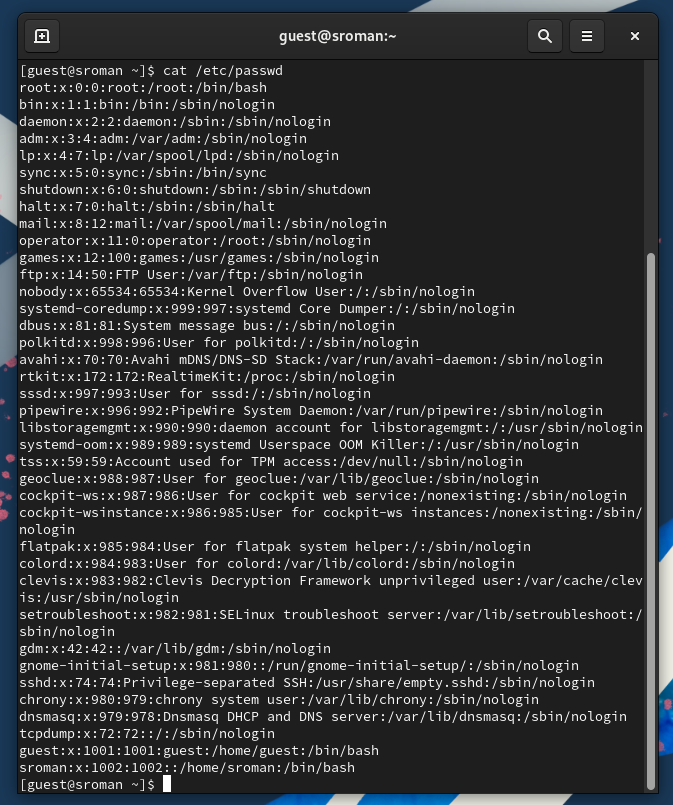 guest@sroman:~
[guest@sroman ~]$ cat /etc/passwd
root:x:0:0:root:/root:/bin/bash
bin:x:1:1:bin:/bin:/sbin/nologin
daemon:x:2:2:daemon:/sbin:/sbin/nologin
adm:x:3:4:adm:/var/adm:/sbin/nologin
lp:x:4:7:lp:/var/spool/lpd:/sbin/nologin
sync:x:5:0:sync:/sbin:/bin/sync
shutdown:x:6:0:shutdown:/sbin:/sbin/shutdown
halt:x:7:0:halt:/sbin:/sbin/halt
mail:x:8:12:mail:/var/spool/mail:/sbin/nologin
operator:x:11:0:operator:/root:/sbin/nologin
games:x:12:100:games:/usr/games:/sbin/nologin
ftp:x:14:50:FTP User:/var/ftp:/sbin/nologin
nobody:x:65534:65534:Kernel Overflow User:/:/sbin/nologin
systemd-coredump:x:999:997:systemd Core Dumper:/:/sbin/nologin
dbus:x:81:81:System message bus:/:/sbin/nologin
polkitd:x:998:996:User for polkitd:/:/sbin/nologin
avahi:x:70:70:Avahi mDNS/DNS-SD Stack:/var/run/avahi-daemon:/sbin/nologin
rtkit:x:172:172:RealtimeKit:/proc:/sbin/nologin
sssd:x:997:993:User for sssd:/:/sbin/nologin
pipewire:x:996:992:PipeWire System Daemon:/var/run/pipewire:/sbin/nologin
libstoragemgmt:x:990:990:daemon account for libstoragemgmt:/:/usr/sbin/nologin
systemd-oom:x:989:989:systemd Userspace OOM Killer:/:/usr/sbin/nologin
tss:x:59:59:Account used for TPM access:/dev/null:/sbin/nologin
geoclue:x:988:987:User for geoclue:/var/lib/geoclue:/sbin/nologin
cockpit-ws:x:987:986:User for cockpit web service:/nonexisting:/sbin/nologin
cockpit-wsinstance:x:986:985:User for cockpit-ws instances:/nonexisting:/sbin/
nologin
flatpak:x:985:984:User for flatpak system helper:/:/sbin/nologin
colord:x:984:983:User for colord:/var/lib/colord:/sbin/nologin
clevis:x:983:982:Clevis Decryption Framework unprivileged user:/var/cache/clev
is:/usr/sbin/nologin
setroubleshoot:x:982:981:SELinux troubleshoot server:/var/lib/setroubleshoot:/
sbin/nologin
gdm:x:42:42::/var/lib/gdm:/sbin/nologin
gnome-initial-setup:x:981:980::/run/gnome-initial-setup/:/sbin/nologin
sshd:x:74:74:Privilege-separated SSH:/usr/share/empty.sshd:/sbin/nologin
chrony:x:980:979:chrony system user:/var/lib/chrony:/sbin/nologin
dnsmasq:x:979:978:Dnsmasq DHCP and DNS server:/var/lib/dnsmasq:/sbin/nologin
tcpdump:x:72:72::/:/sbin/nologin
guest:x:1001:1001:guest:/home/guest:/bin/bash
sroman:x:1002:1002::/home/sroman:/bin/bash
[guest@sroman ~]$